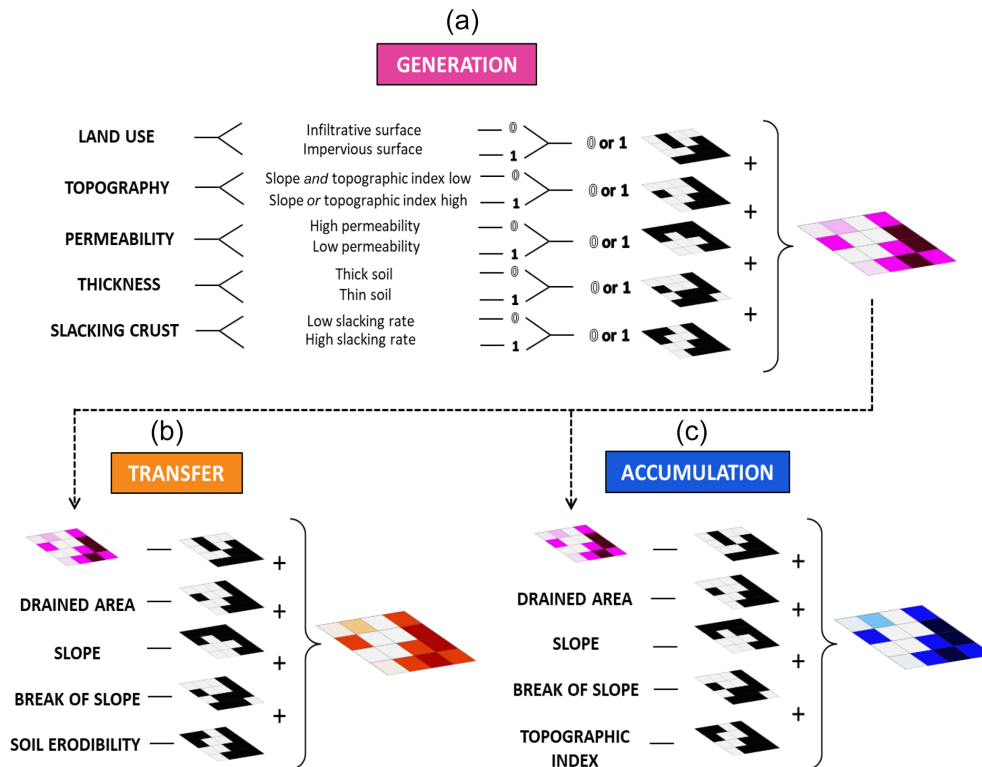 (a)
GENERATION
LAND USE
Infiltrative surface
Impervious surface
0
1
0 or 1
+
TOPOGRAPHY
Slope and topographic index low
Slope or topographic index high
0
1
0 or 1
+
PERMEABILITY
High permeability
Low permeability
0
1
0 or 1
+
THICKNESS
Thick soil
Thin soil
0
1
0 or 1
+
SLACKING CRUST
Low slacking rate
High slacking rate
0
1
0 or 1
(b)
TRANSFER
+
DRAINED AREA
+
SLOPE
+
BREAK OF SLOPE
+
SOIL ERODIBILITY
(c)
ACCUMULATION
+
DRAINED AREA
+
SLOPE
+
BREAK OF SLOPE
+
TOPOGRAPHIC
INDEX